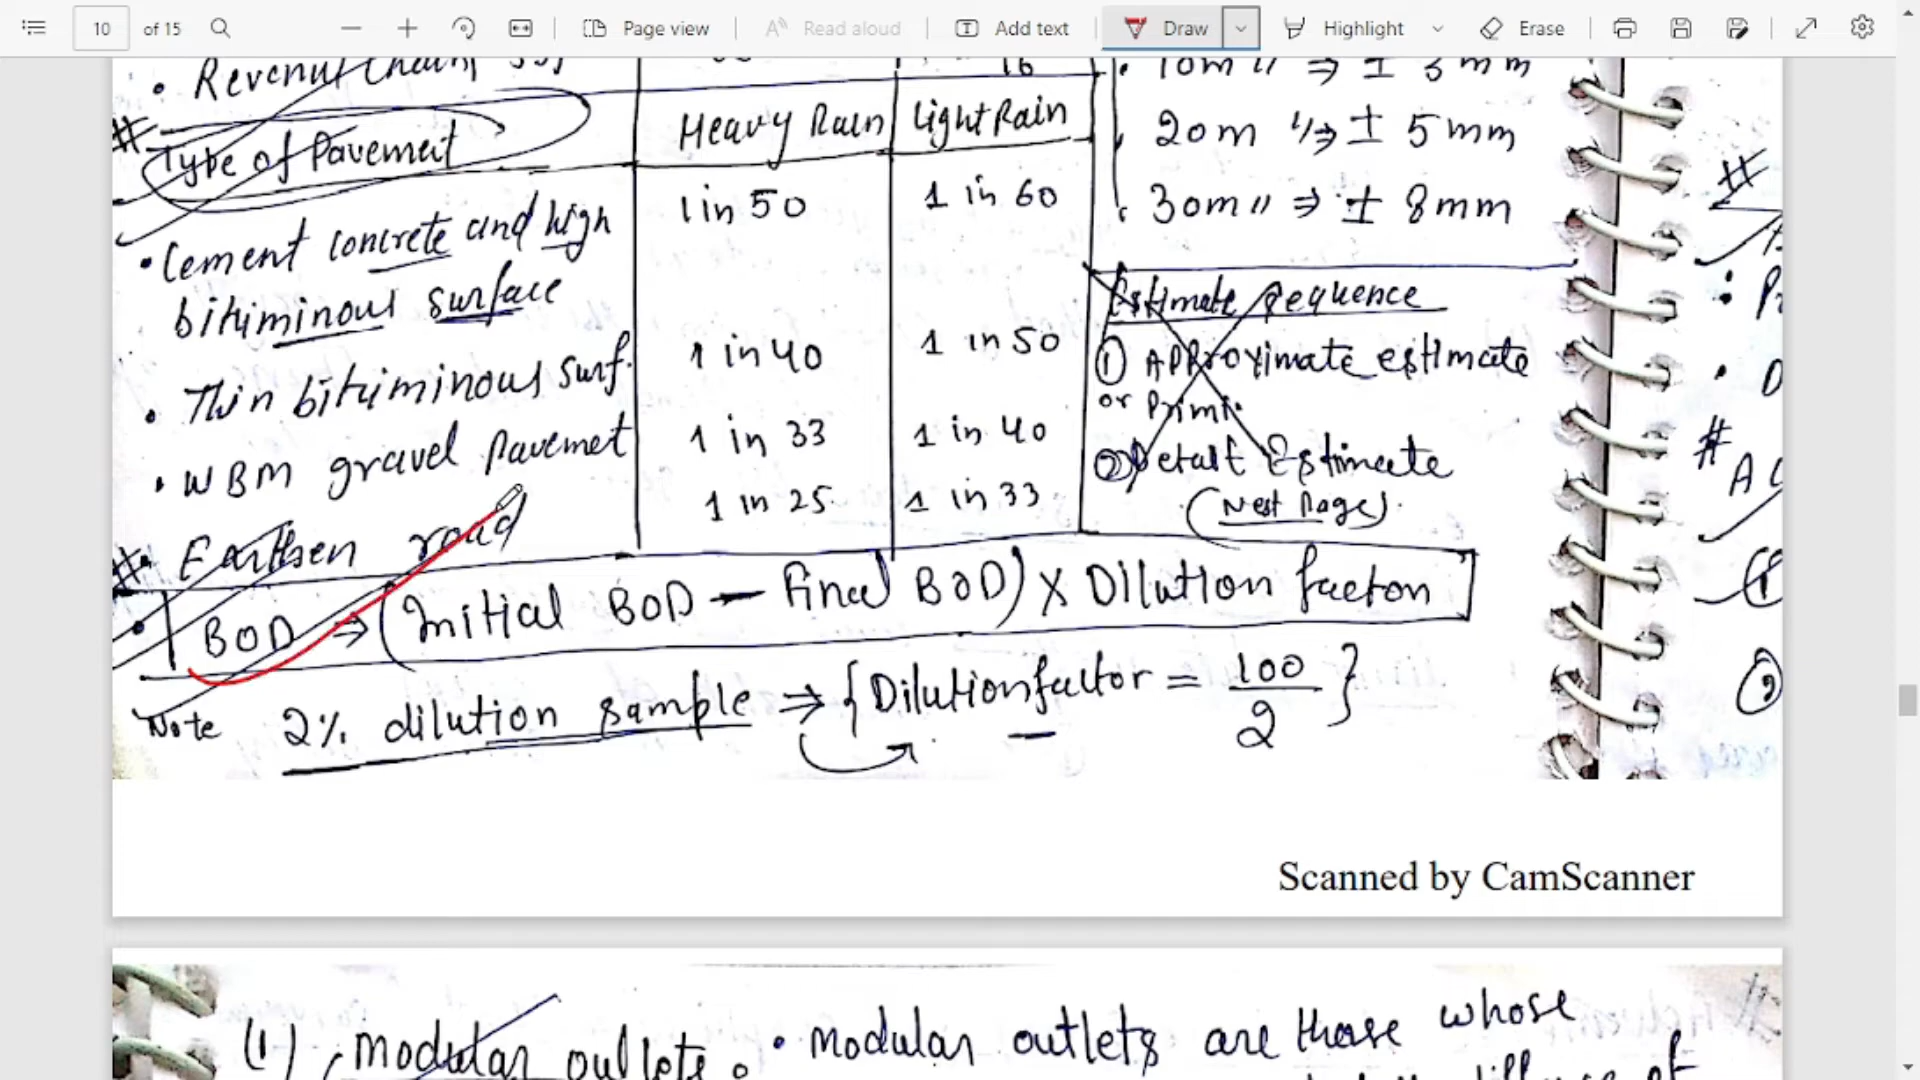 10 of 15 Page view Read aloud Add text Draw Highlight Erase
• Revenue Chain
16
• 10m " ⇒ ± 3 mm
# Type of Pavement Heavy Rain Light Rain
20m " ⇒ ± 5 mm
30m " ⇒ ± 8 mm
• Cement concrete and high
bituminous surface
1 in 50 1 in 60
• Thin bituminous surf.
1 in 40 1 in 50
• WBM gravel pavemet
1 in 33 1 in 40
• Earthen road
1 in 25 1 in 33
Estimate sequence
① Approximate estimate
or Primi.
② Detail Estimate
(Next Page).
• BOD ⇒ (Initial BOD — Final BOD) X Dilution factor
Note 2% dilution sample ⇒ {Dilution factor = 100/2}
#
#
①
②
Scanned by CamScanner
(1) modular outlets • modular outlets are those whose